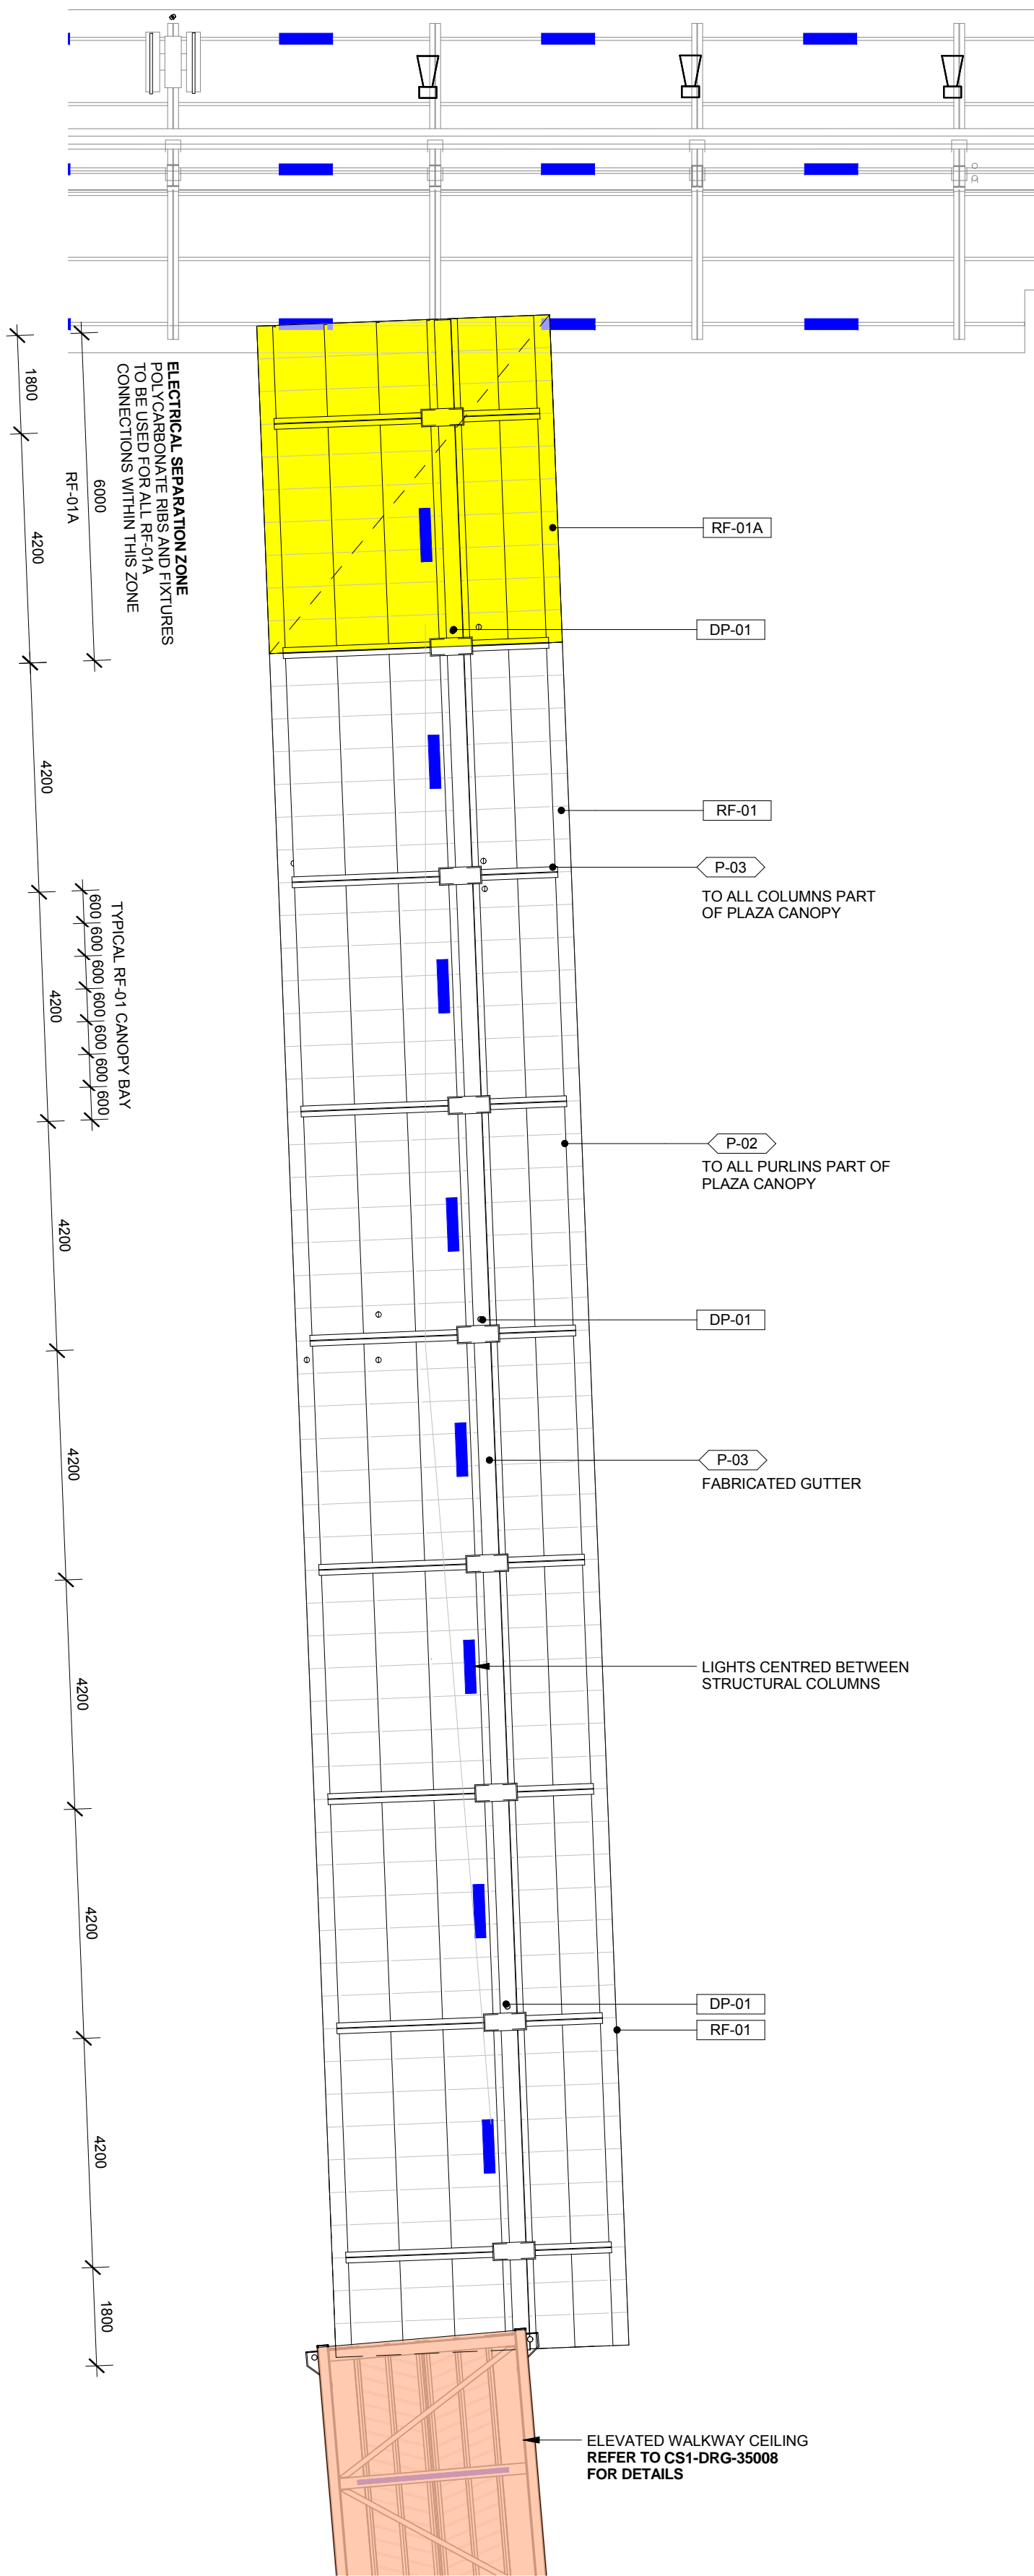 1800
4200
4200
4200
4200
4200
4200
4200
4200
1800
6000
RF-01A
ELECTRICAL SEPARATION ZONE
POLYCARBONATE RIBS AND FIXTURES
TO BE USED FOR ALL RF-01A
CONNECTIONS WITHIN THIS ZONE
TYPICAL RF-01 CANOPY BAY
600 600 600 600 600 600 600
RF-01A
DP-01
RF-01
P-03
TO ALL COLUMNS PART
OF PLAZA CANOPY
P-02
TO ALL PURLINS PART OF
PLAZA CANOPY
DP-01
P-03
FABRICATED GUTTER
LIGHTS CENTRED BETWEEN
STRUCTURAL COLUMNS
DP-01
RF-01
ELEVATED WALKWAY CEILING
REFER TO CS1-DRG-35008
FOR DETAILS